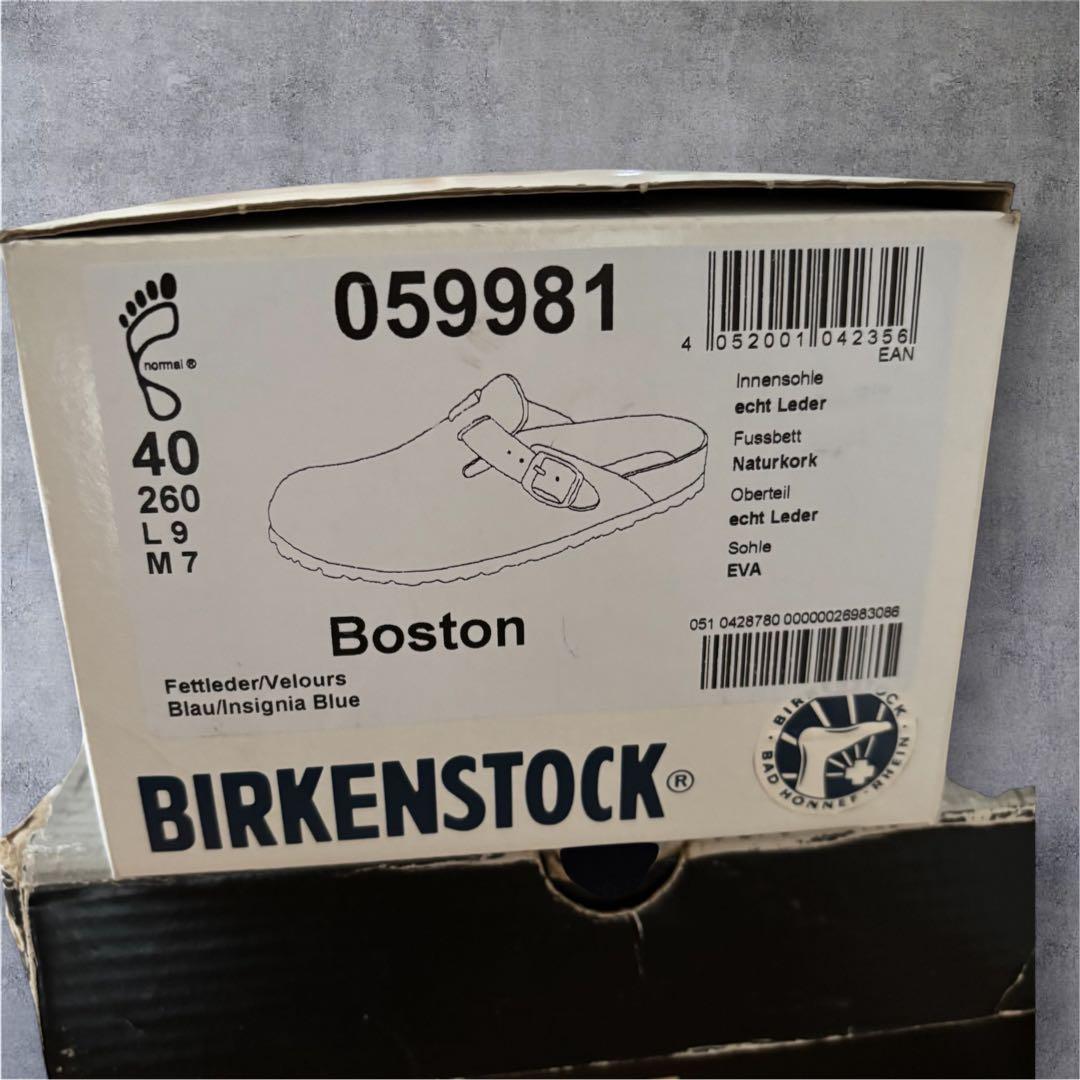 059981
4 052001 042356
EAN
normal ®
40
260
L 9
M 7
Innensohle
echt Leder
Fussbett
Naturkork
Oberteil
echt Leder
Sohle
EVA
Boston
051 0428780 00000026983086
Fettleder/Velours
Blau/Insignia Blue
BIRKENSTOCK®
BAD HONNEF · RHEIN